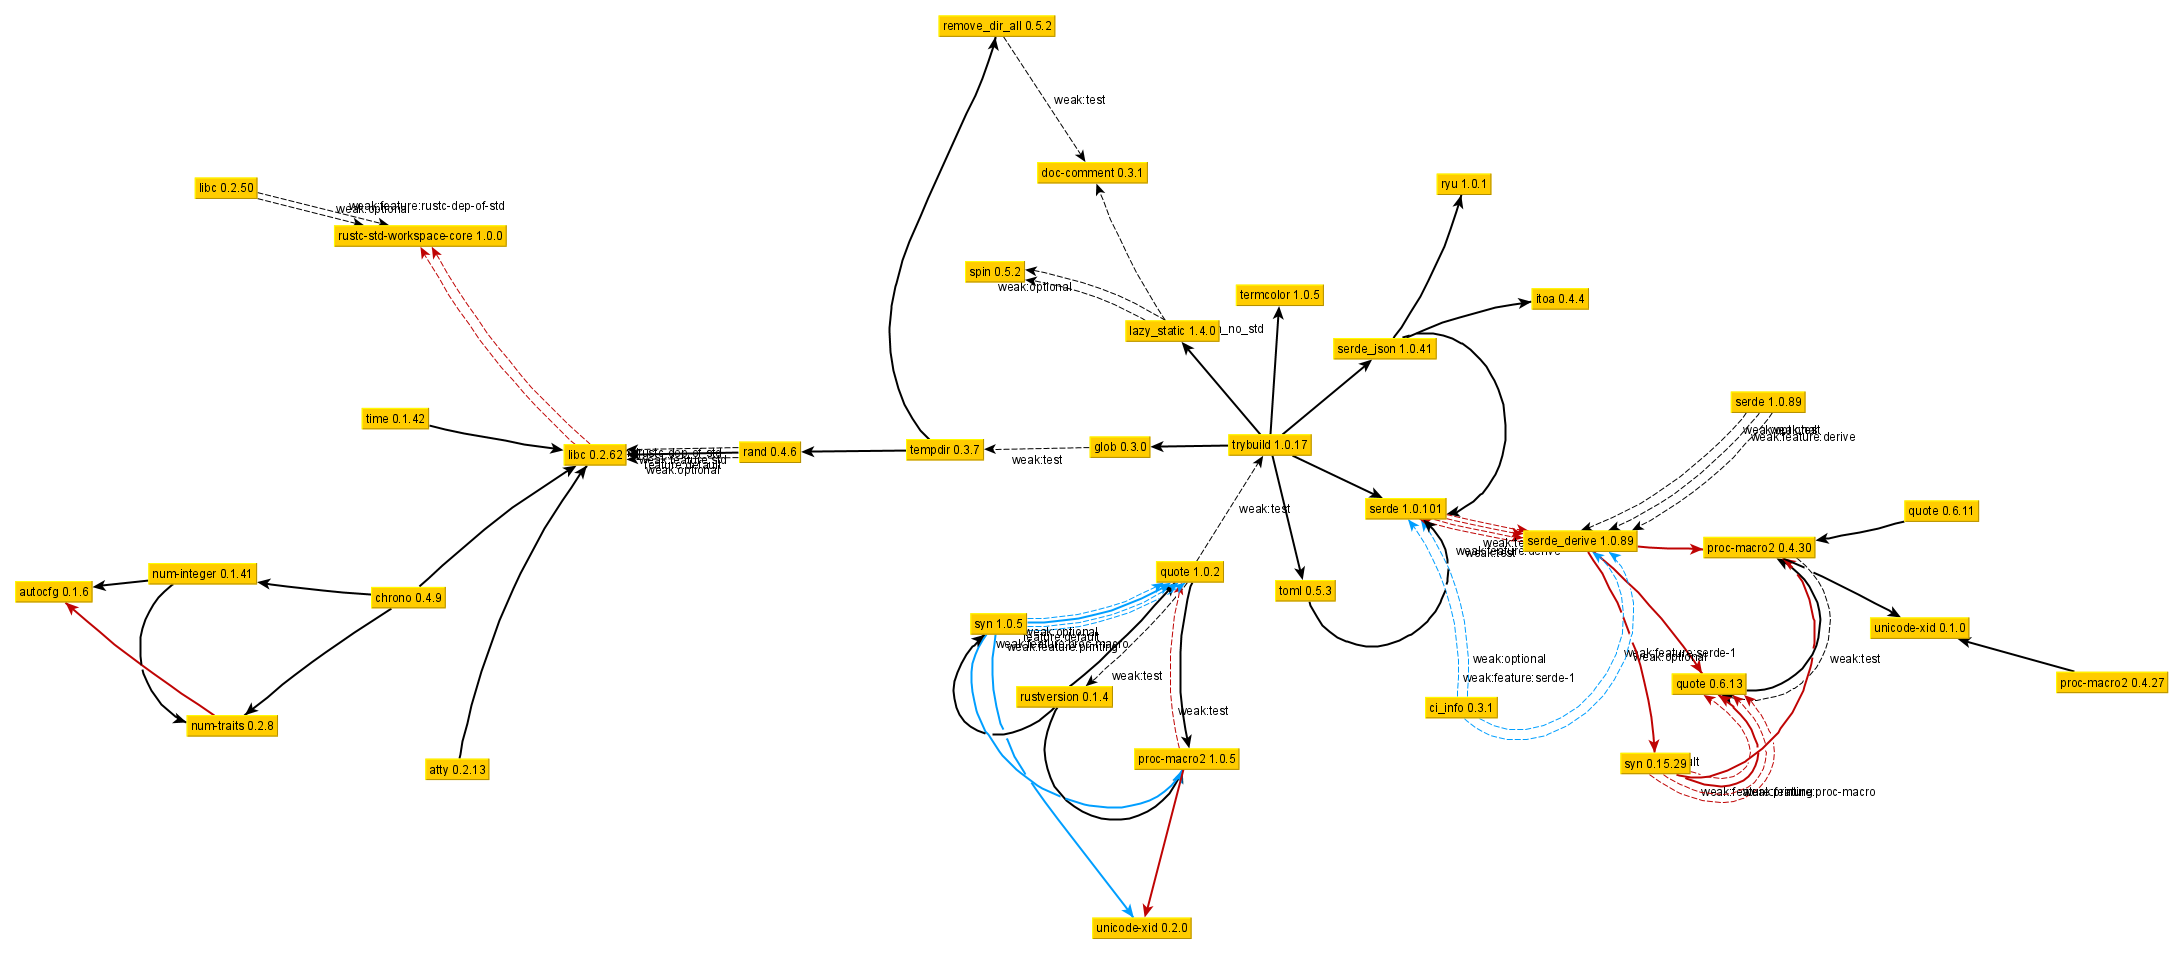 remove_dir_all 0.5.2
weak:test
doc-comment 0.3.1
libc 0.2.50
ryu 1.0.1
weak:feature:rustc-dep-of-std
weak:optional
rustc-std-workspace-core 1.0.0
spin 0.5.2
weak:optional
termcolor 1.0.5
itoa 0.4.4
lazy_static 1.4.0
_no_std
serde_json 1.0.41
serde 1.0.89
time 0.1.42
weak:feature:derive
trybuild 1.0.17
glob 0.3.0
tempdir 0.3.7
rand 0.4.6
libc 0.2.62
weak:test
weak:feature:std
feature:default
weak:optional
serde 1.0.101
weak:test
quote 0.6.11
serde_derive 1.0.89
proc-macro2 0.4.30
weak:feature:derive
weak:test
quote 1.0.2
num-integer 0.1.41
autocfg 0.1.6
chrono 0.4.9
toml 0.5.3
syn 1.0.5
weak:optional
feature:default
weak:feature:proc-macro
weak:feature:printing
unicode-xid 0.1.0
weak:feature:serde-1
weak:optional
weak:optional
weak:test
weak:test
weak:feature:serde-1
quote 0.6.13
proc-macro2 0.4.27
rustversion 0.1.4
ci_info 0.3.1
weak:test
num-traits 0.2.8
proc-macro2 1.0.5
syn 0.15.29
atty 0.2.13
weak:feature:printing
weak:feature:proc-macro
unicode-xid 0.2.0